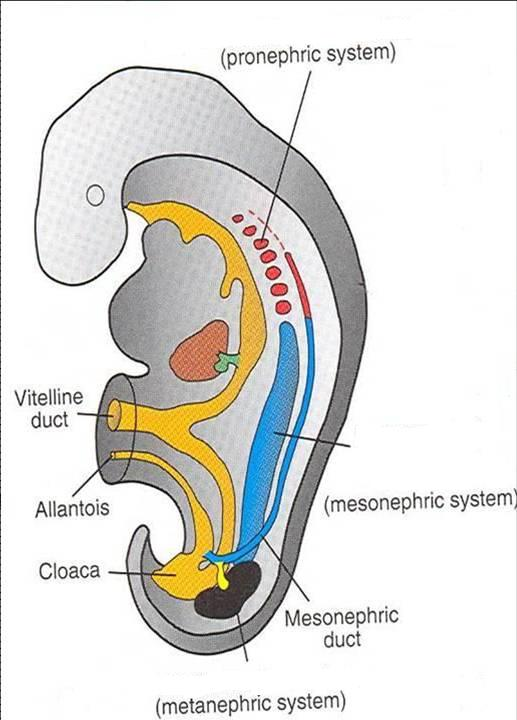 (pronephric system)
Vitelline
duct
Allantois
(mesonephric system)
Cloaca
Mesonephric
duct
(metanephric system)